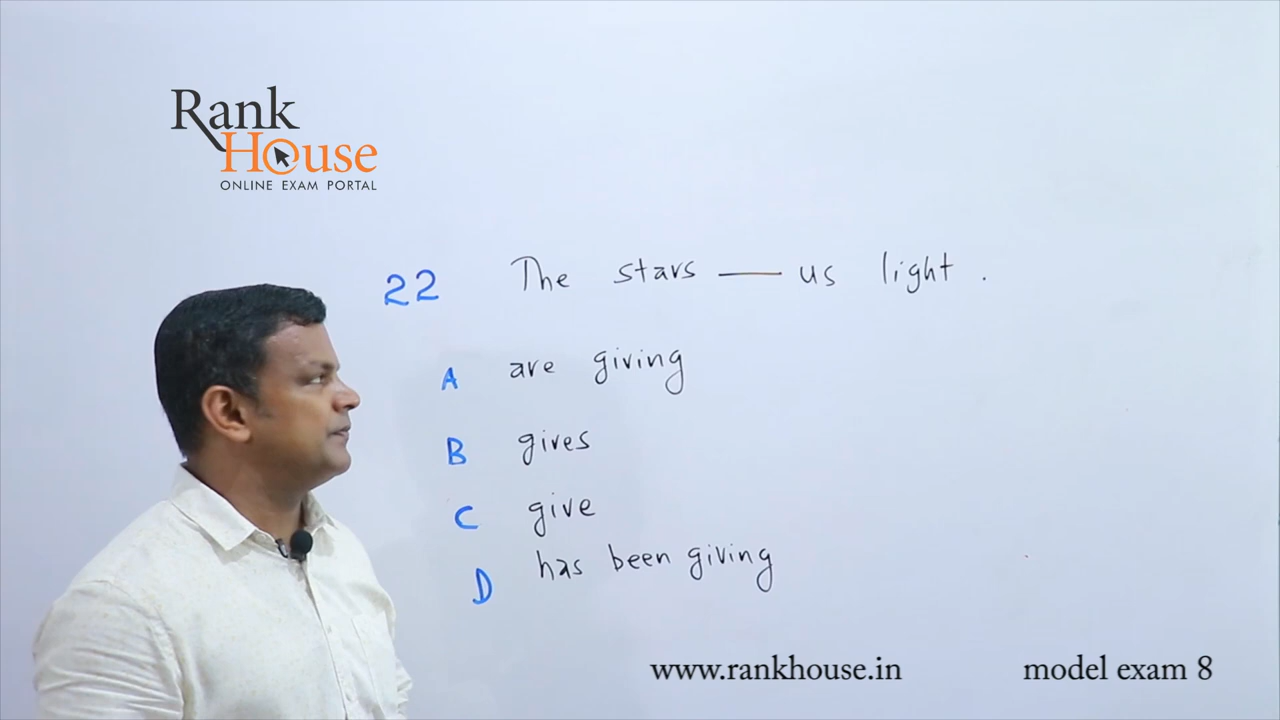 Rank
House
ONLINE EXAM PORTAL
22 The stars —— us light .
A are giving
B gives
C give
D has been giving
www.rankhouse.in model exam 8